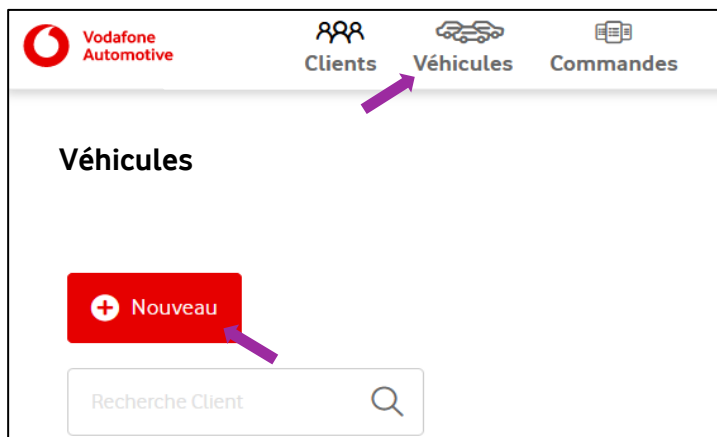 Vodafone
Automotive
Clients Véhicules Commandes
Véhicules
Nouveau
Recherche Client